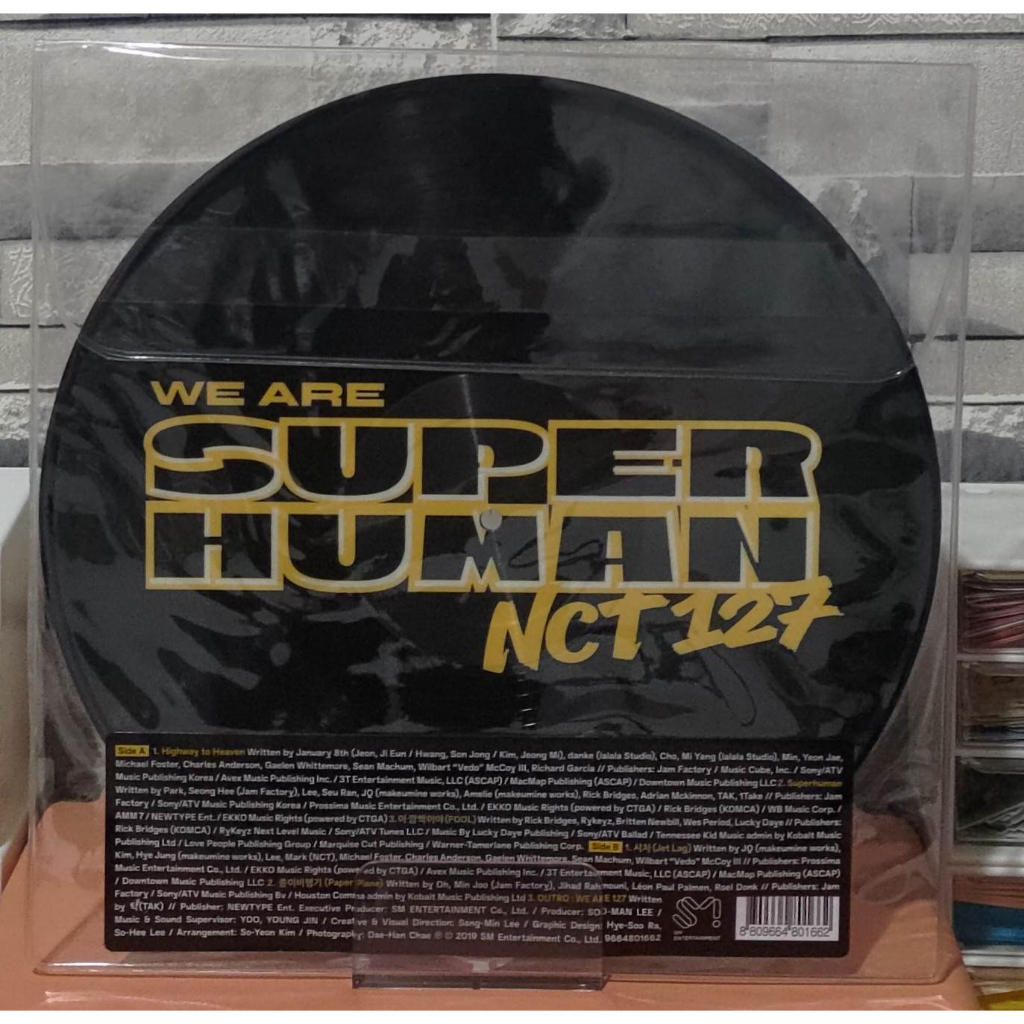 WE ARE
SUPER
HUMAN
NCT 127
Side A 1. Highway to Heaven Written by January 8th (Jeon, Ji Eun / Hwang, Son Jong / Kim, Jeong Mi), danke (lalala Studio), Cho, Mi Yang (lalala Studio), Min, Yeon Jae,
Michael Foster, Charles Anderson, Gaelen Whittemore, Sean Machum, Wilbart "Vedo" McCoy III, Richard Garcia // Publishers: Jam Factory / Music Cube, Inc. / Sony/ATV
Music Publishing Korea / Avex Music Publishing Inc. / 3T Entertainment Music, LLC (ASCAP) / MacMap Publishing (ASCAP) / Downtown Music Publishing LLC 2. Superhuman
Written by Park, Seong Hee (Jam Factory), Lee, Seu Ran, JQ (makeumine works), Amelie (makeumine works), Rick Bridges, Adrian Mckinnon, TAK, 1Take // Publishers: Jam
Factory / Sony/ATV Music Publishing Korea / Prossima Music Entertainment Co., Ltd. / EKKO Music Rights (powered by CTGA) / Rick Bridges (KOMCA) / WB Music Corp. /
AMM7 / NEWTYPE Ent. / EKKO Music Rights (powered by CTGA) 3. 아 깜짝이야 (FOOL) Written by Rick Bridges, Rykeyz, Britten Newbill, Wes Period, Lucky Daye // Publishers:
Rick Bridges (KOMCA) / RyKeyz Next Level Music / Sony/ATV Tunes LLC / Music By Lucky Daye Publishing / Sony/ATV Ballad / Tennessee Kid Music admin by Kobalt Music
Publishing Ltd / Love People Publishing Group / Marquise Cut Publishing / Warner-Tamerlane Publishing Corp. Side B 1. 시차 (Jet Lag) Written by JQ (makeumine works),
Kim, Hye Jung (makeumine works), Lee, Mark (NCT), Michael Foster, Charles Anderson, Gaelen Whittemore, Sean Machum, Wilbart "Vedo" McCoy III // Publishers: Prossima
Music Entertainment Co., Ltd. / EKKO Music Rights (powered by CTGA) / Avex Music Publishing Inc. / 3T Entertainment Music, LLC (ASCAP) / MacMap Publishing (ASCAP)
/ Downtown Music Publishing LLC 2. 종이비행기 (Paper Plane) Written by Oh, Min Joo (Jam Factory), Jihad Rahmouni, Léon Paul Palmen, Roel Donk // Publishers: Jam
Factory / Sony/ATV Music Publishing Bv / Houston Comma admin by Kobalt Music Publishing Ltd 3. OUTRO : WE ARE 127 Written
by 탁(TAK) // Publisher: NEWTYPE Ent. Executive Producer: SM ENTERTAINMENT Co., Ltd. / Producer: SOO-MAN LEE /
Music & Sound Supervisor: YOO, YOUNG JIN / Creative & Visual Direction: Sang-Min Lee / Graphic Design: Hye-Soo Ra,
So-Hee Lee / Arrangement: So-Yeon Kim / Photography: Dae-Han Chae ℗ © 2019 SM Entertainment Co., Ltd. 9664801662
SM
ENTERTAINMENT
8 809664 801662